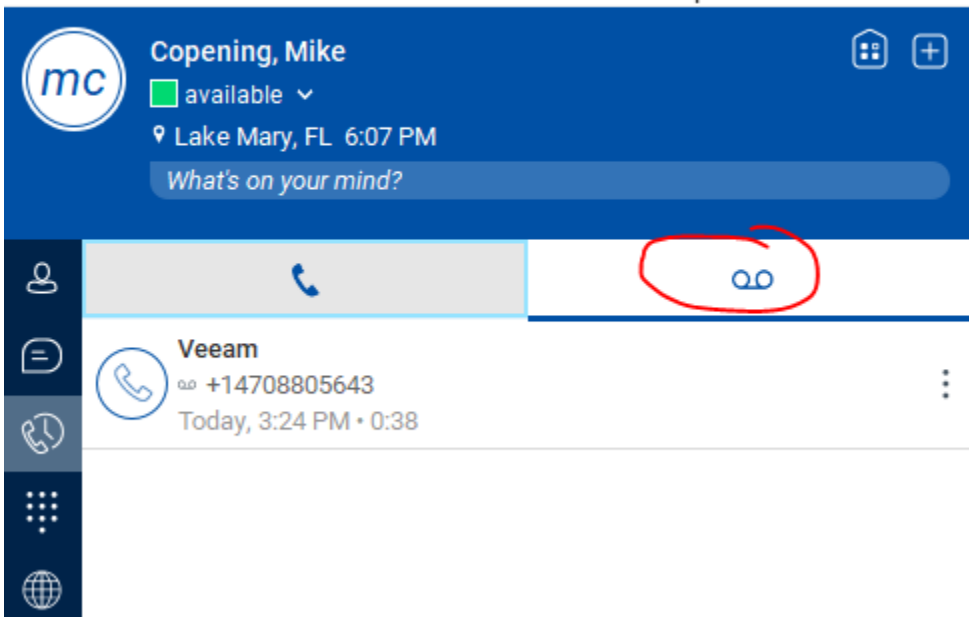 mc
Copening, Mike
available
Lake Mary, FL 6:07 PM
What's on your mind?
Veeam
+14708805643
Today, 3:24 PM • 0:38